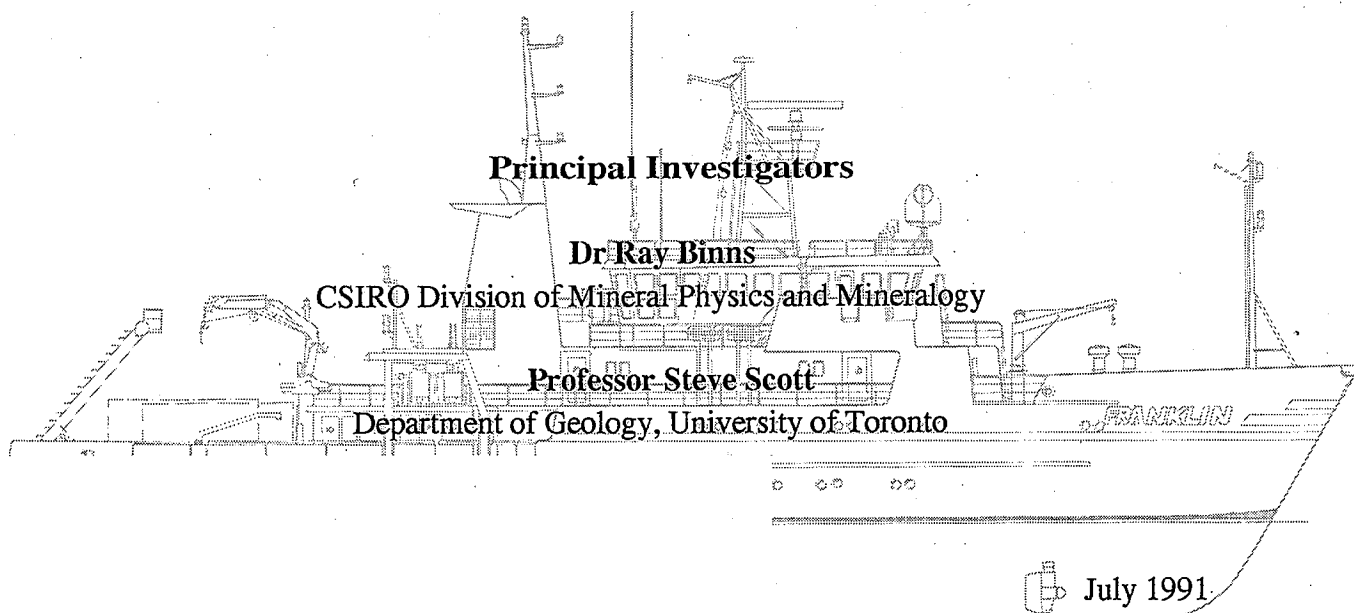 Principal Investigators
Dr Ray Binns
CSIRO Division of Mineral Physics and Mineralogy
Professor Steve Scott
Department of Geology, University of Toronto
FRANKLIN
July 1991